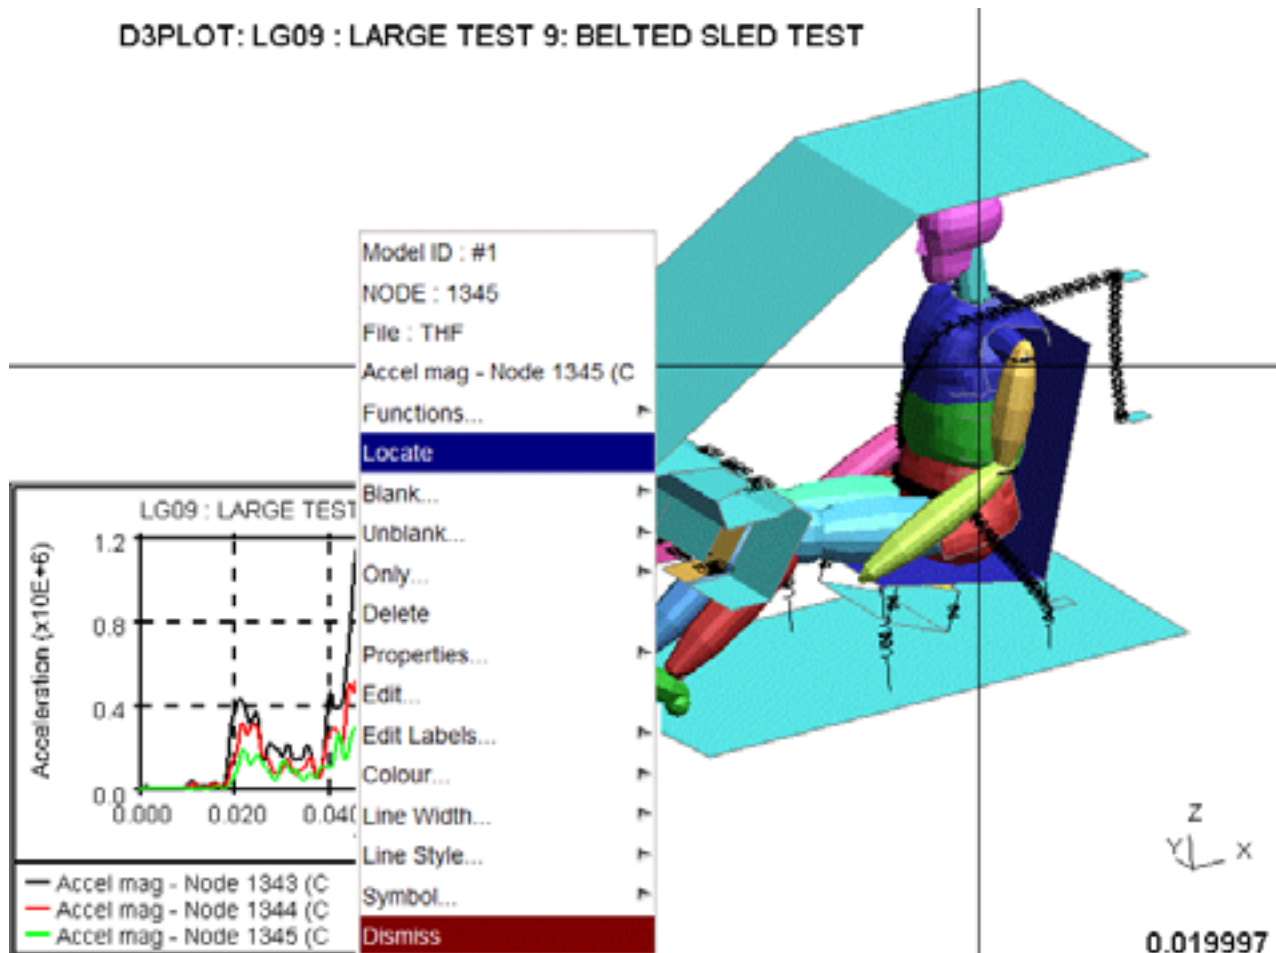 D3PLOT: LG09 : LARGE TEST 9: BELTED SLED TEST
Model ID : #1
NODE : 1345
File : THF
Accel mag - Node 1345 (C
Functions...
Locate
Blank...
Unblank...
Only...
Delete
Properties...
Edit...
Edit Labels...
Colour...
Line Width...
Line Style...
Symbol...
Dismiss
LG09 : LARGE TEST
Acceleration (x10E+6)
1.2
0.8
0.4
0.0
0.000 0.020 0.040
Accel mag - Node 1343 (C
Accel mag - Node 1344 (C
Accel mag - Node 1345 (C
Z
Y X
0.019997